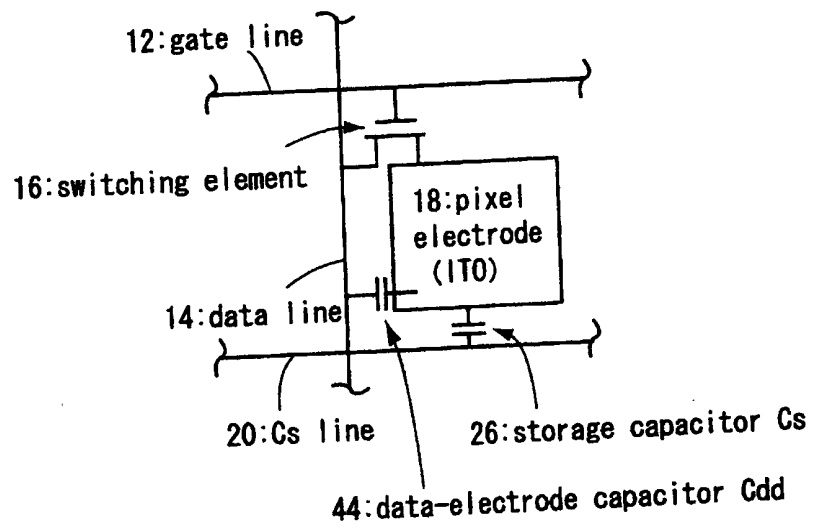 12:gate line
16:switching element
18:pixel
electrode
(ITO)
14:data line
20:Cs line
26:storage capacitor Cs
44:data-electrode capacitor Cdd